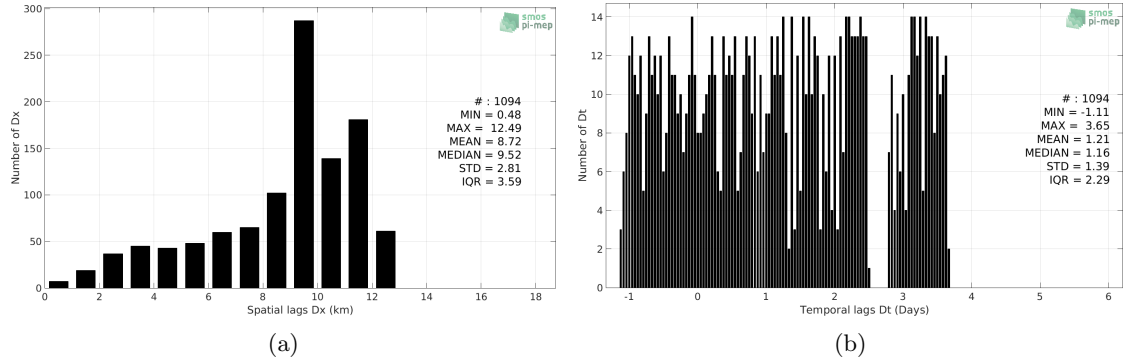 300
250
200
150
100
50
0
Number of Dx
smos
pi-mep
# : 1094
MIN = 0.48
MAX = 12.49
MEAN = 8.72
MEDIAN = 9.52
STD = 2.81
IQR = 3.59
0 2 4 6 8 10 12 14 16 18
Spatial lags Dx (km)
(a)
14
12
10
8
6
4
2
0
Number of Dt
smos
pi-mep
# : 1094
MIN = -1.11
MAX = 3.65
MEAN = 1.21
MEDIAN = 1.16
STD = 1.39
IQR = 2.29
-1 0 1 2 3 4 5 6
Temporal lags Dt (Days)
(b)